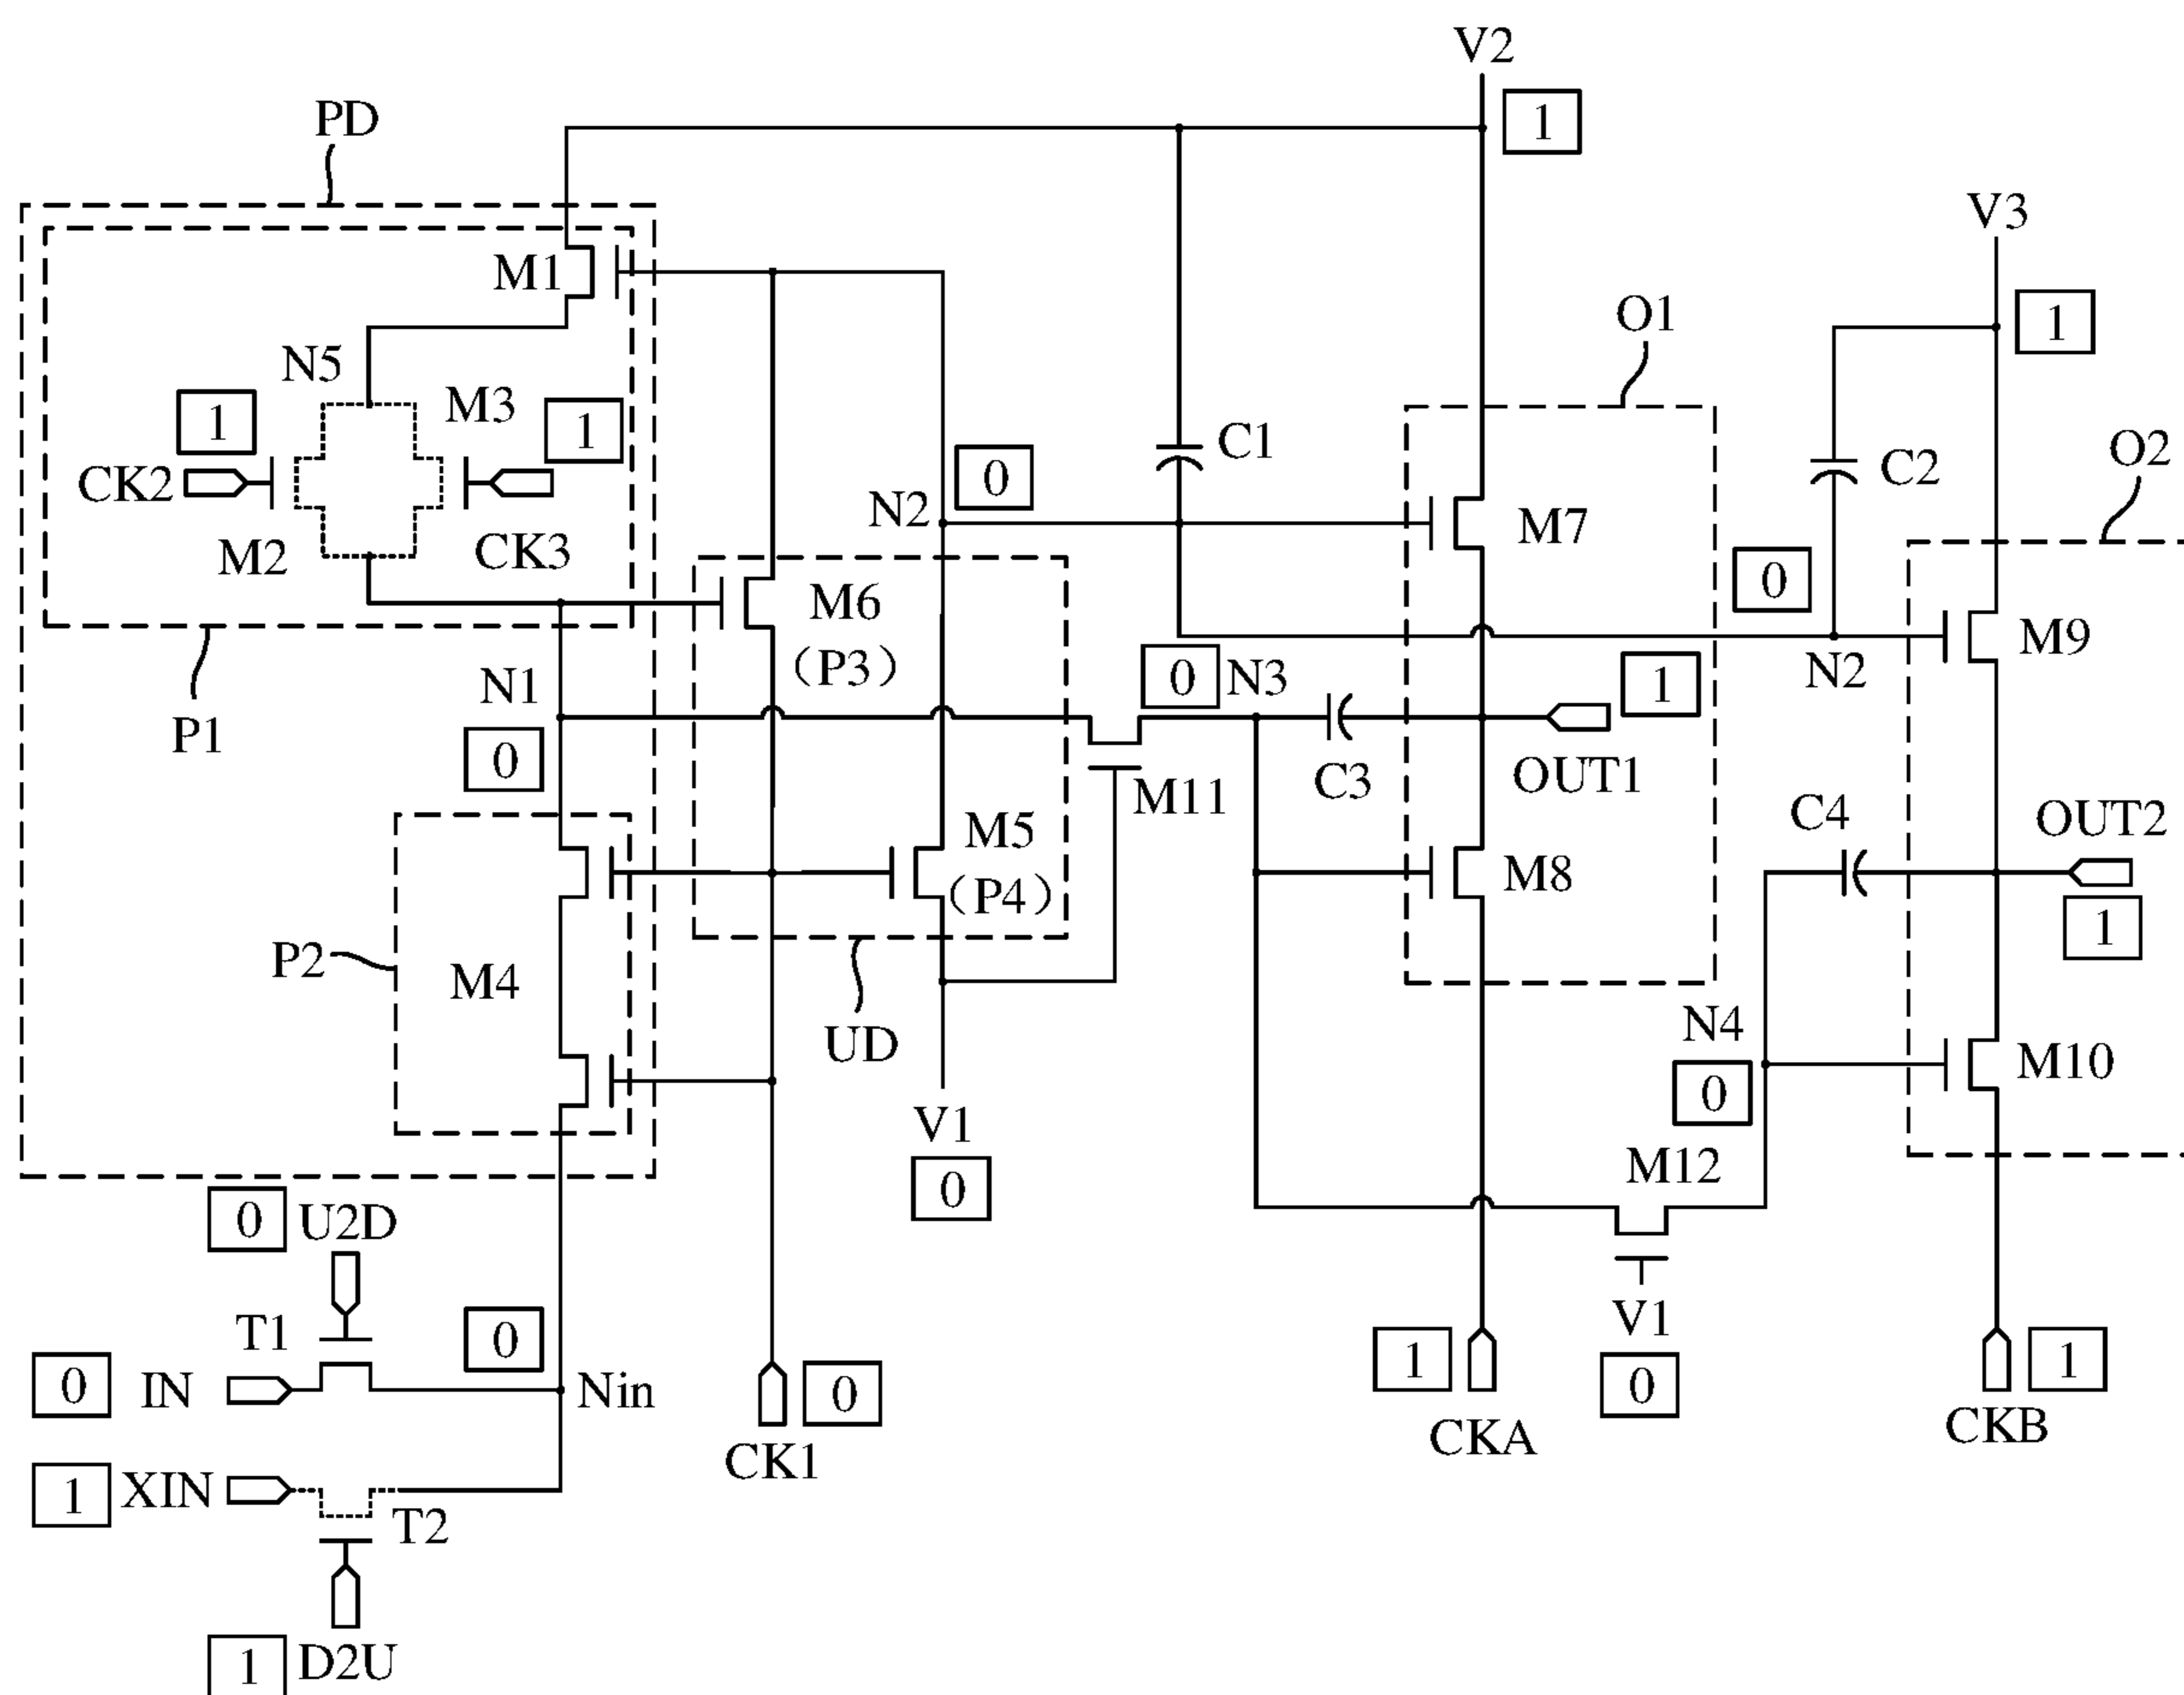 V2
1
PD
V3
1
M1
O1
N5
M3
1
1
CK2
M2
CK3
N2
0
C1
M7
C2
O2
0
M6
(P3)
M9
N2
N1
0
0
N3
1
P1
C3
OUT1
M11
C4
OUT2
M5
(P4)
M8
1
P2
M4
UD
N4
0
M10
V1
0
M12
0
U2D
T1
0
V1
0
0
IN
Nin
0
CK1
1
CKA
1
CKB
1
XIN
T2
1
D2U